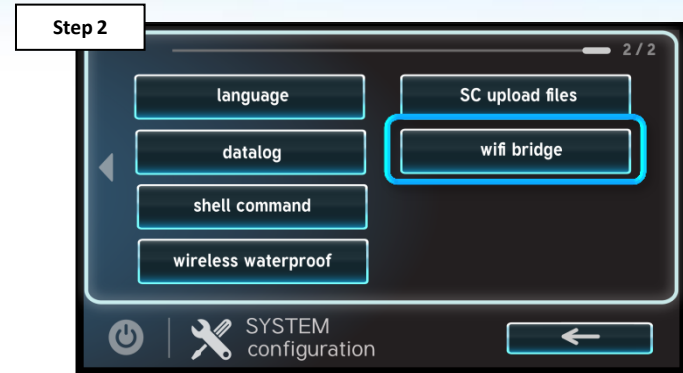 Step 2
2 / 2
language
SC upload files
datalog
wifi bridge
shell command
wireless waterproof
SYSTEM
configuration